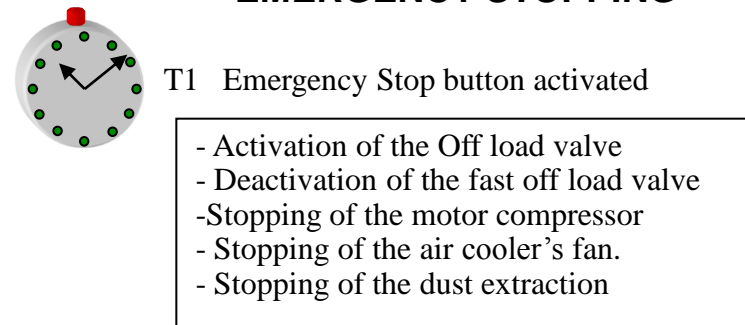 T1 Emergency Stop button activated
- Activation of the Off load valve
- Deactivation of the fast off load valve
-Stopping of the motor compressor
- Stopping of the air cooler's fan.
- Stopping of the dust extraction